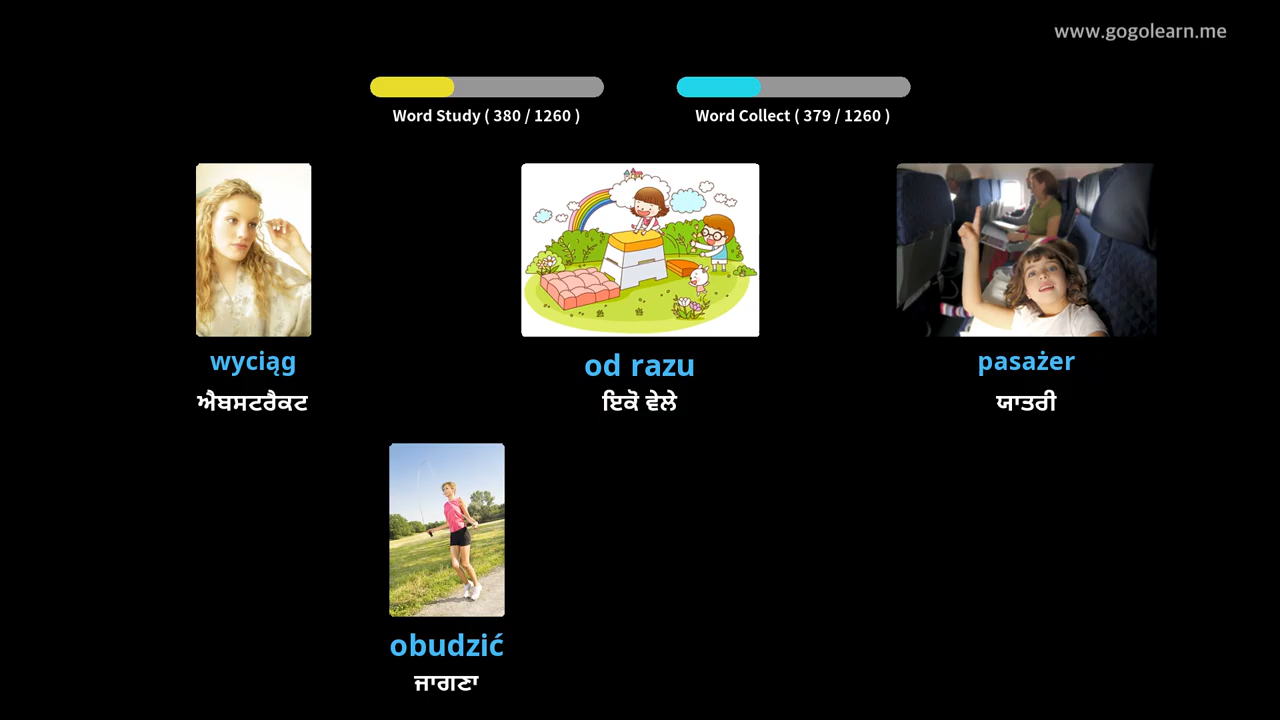 www.gogolearn.me
Word Study ( 380 / 1260 )
Word Collect ( 379 / 1260 )
wyciąg
ਐਬਸਟਰੈਕਟ
od razu
ਇਕੋ ਵੇਲੇ
pasażer
ਯਾਤਰੀ
obudzić
ਜਾਗਣਾ